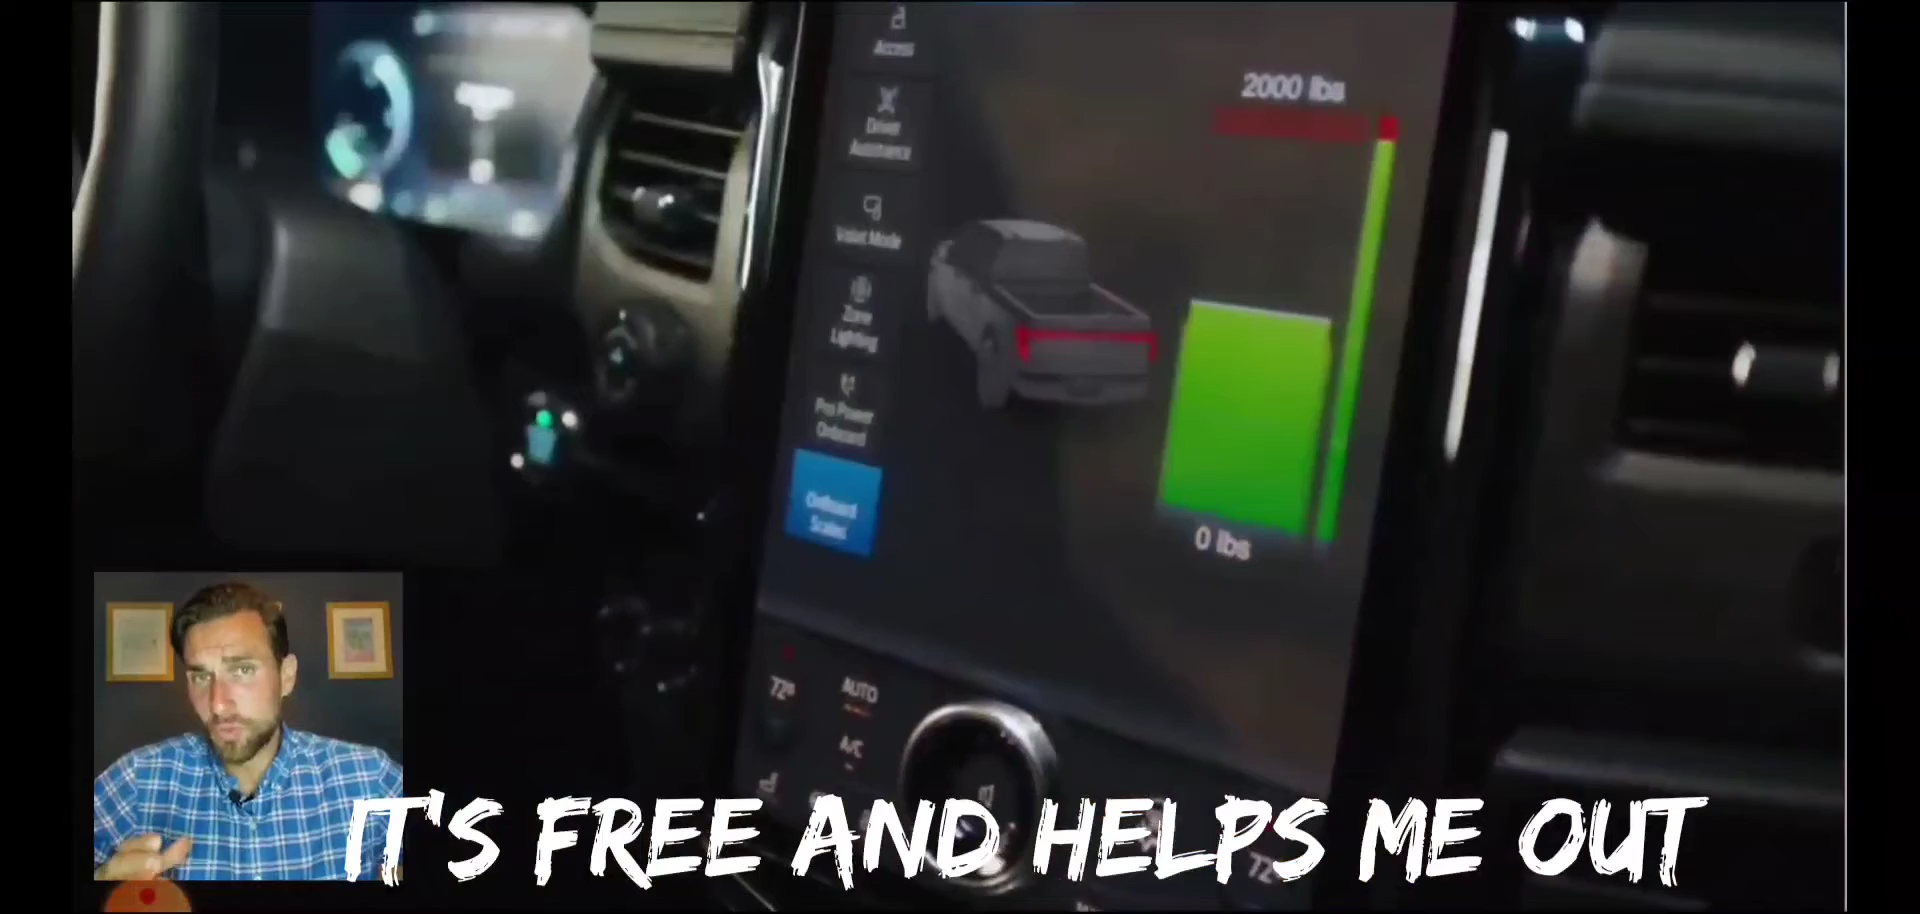 Access
2000 lbs
Driver
Assistance
Valet Mode
Zone
Lighting
Pro Power
Onboard
Onboard
Scales
0 lbs
72°
AUTO
A/C
72
IT'S FREE AND HELPS ME OUT